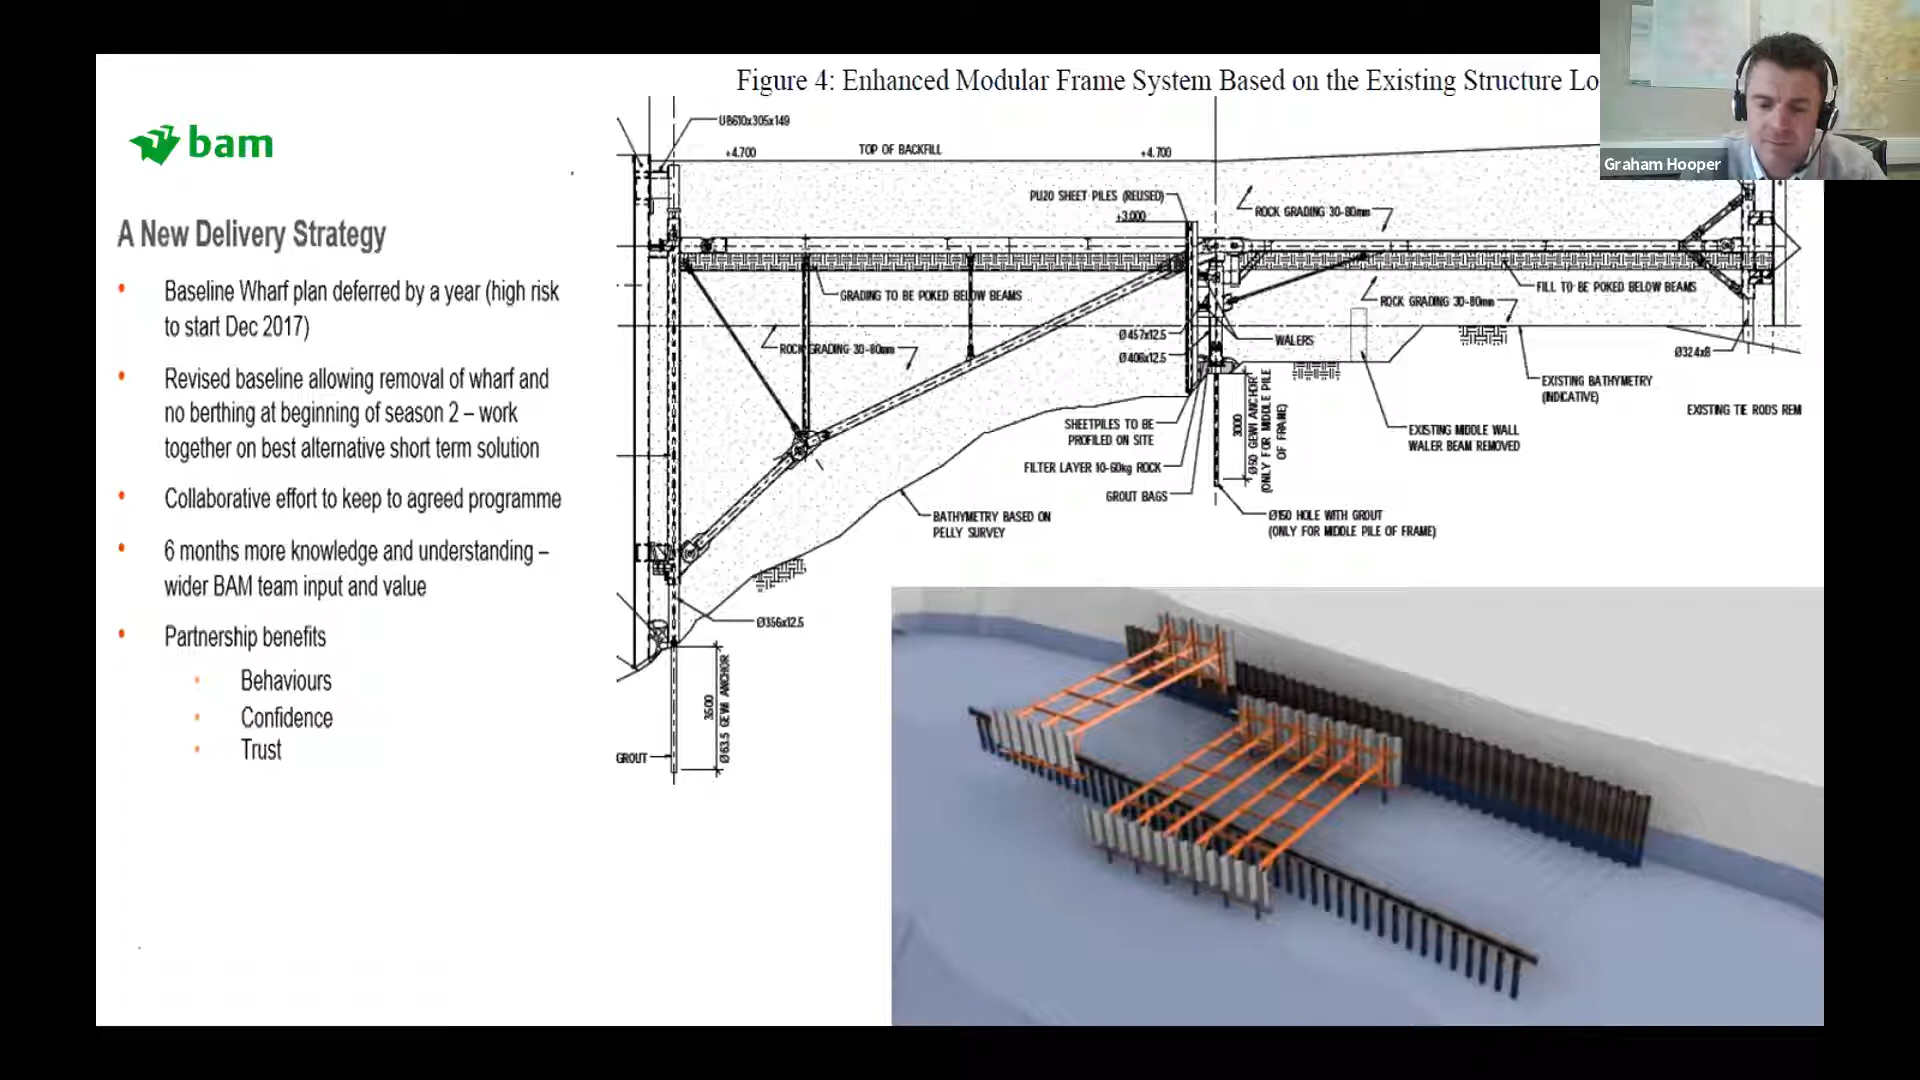 Figure 4: Enhanced Modular Frame System Based on the Existing Structure Lo
Graham Hooper
bam
A New Delivery Strategy
• Baseline Wharf plan deferred by a year (high risk
to start Dec 2017)
• Revised baseline allowing removal of wharf and
no berthing at beginning of season 2 – work
together on best alternative short term solution
• Collaborative effort to keep to agreed programme
• 6 months more knowledge and understanding –
wider BAM team input and value
• Partnership benefits
• Behaviours
• Confidence
• Trust
UB610x305x149
+4.700
TOP OF BACKFILL
+4.700
PU20 SHEET PILES (REUSED)
+3.000
ROCK GRADING 30-80mm
GRADING TO BE POKED BELOW BEAMS
FILL TO BE POKED BELOW BEAMS
ROCK GRADING 30-80mm
Ø457x12.5
WALERS
ROCK GRADING 30-80mm
Ø406x12.5
Ø324x8
EXISTING BATHYMETRY
(INDICATIVE)
EXISTING TIE RODS REM
3000
Ø50 GEWI ANCHOR
(ONLY FOR MIDDLE PILE
OF FRAME)
SHEETPILES TO BE
PROFILED ON SITE
EXISTING MIDDLE WALL
WALER BEAM REMOVED
FILTER LAYER 10-60kg ROCK
GROUT BAGS
BATHYMETRY BASED ON
PELLY SURVEY
Ø150 HOLE WITH GROUT
(ONLY FOR MIDDLE PILE OF FRAME)
Ø356x12.5
3500
Ø63.5 GEWI ANCHOR
GROUT